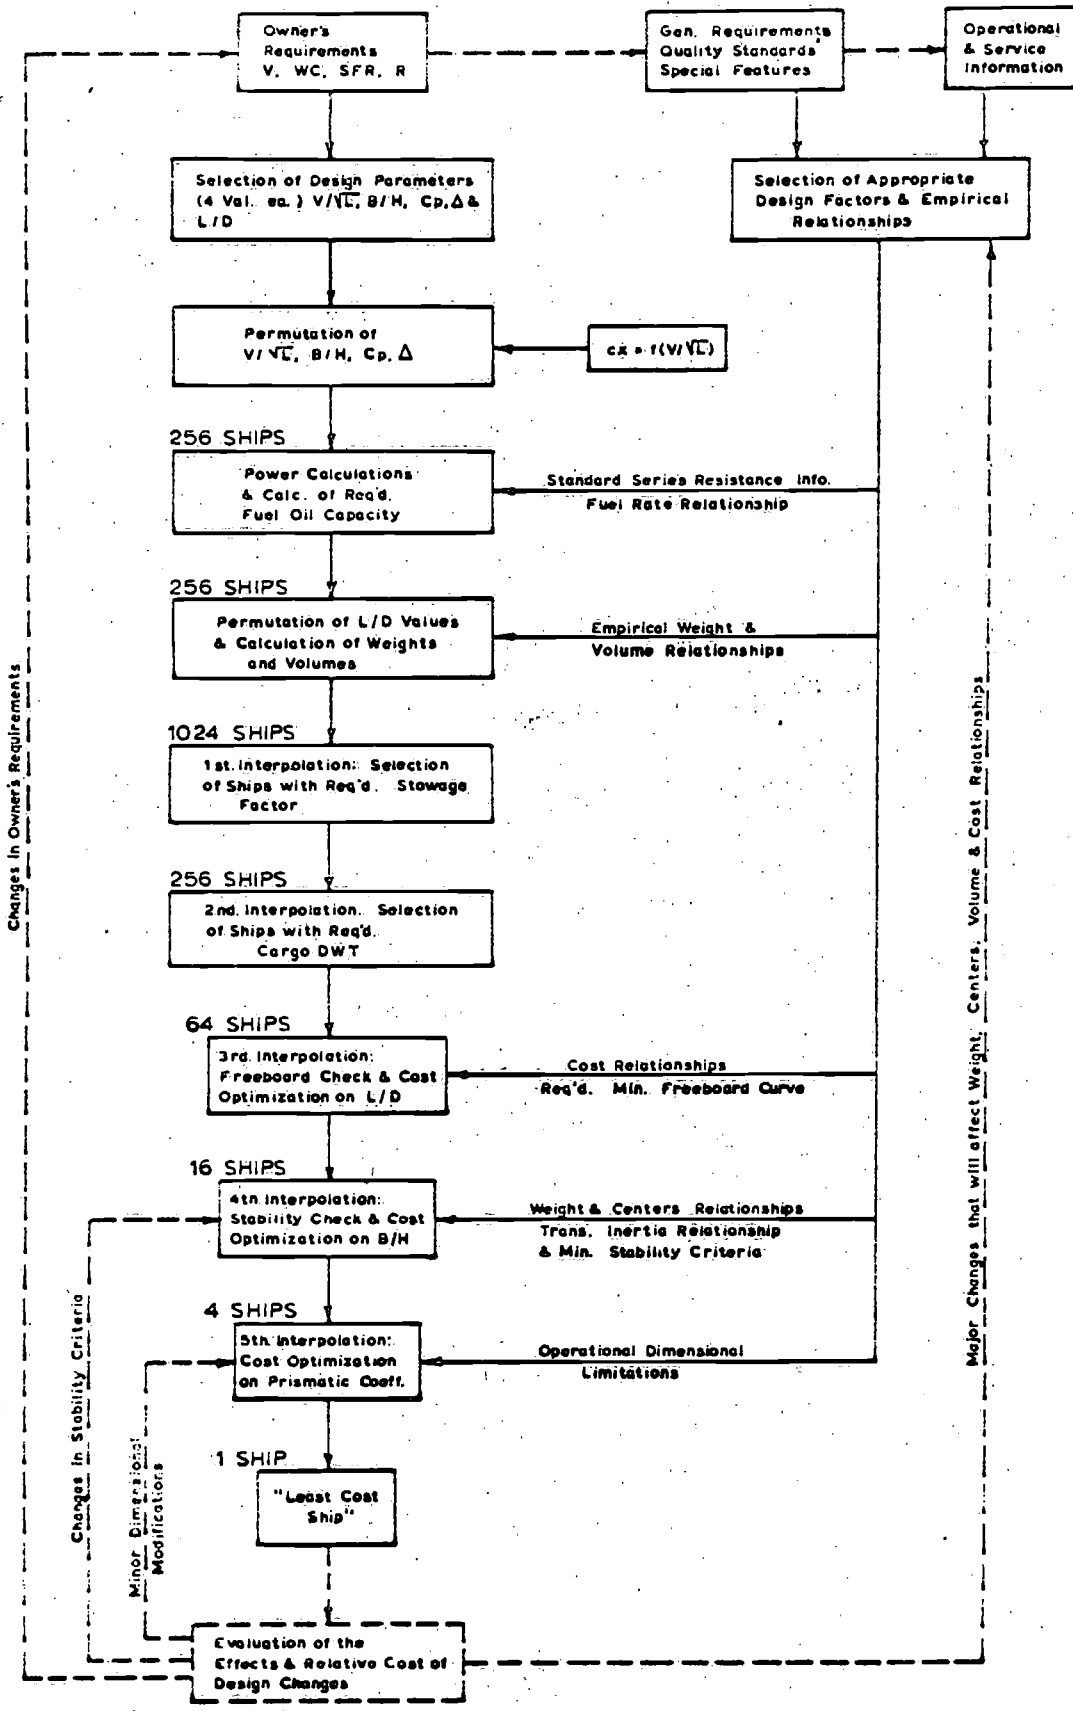 Owner's
Requirements
V, WC, SFR, R
Gen. Requirements
Quality Standards
Special Features
Operational
& Service
Information
Selection of Design Parameters
(4 Val. ea.) V/√L, B/H, Cp, Δ &
L/D
Selection of Appropriate
Design Factors & Empirical
Relationships
Permutation of
V/√L, B/H, Cp, Δ
cx = f(V/√L)
256 SHIPS
Power Calculations
& Calc. of Req'd.
Fuel Oil Capacity
Standard Series Resistance Info.
Fuel Rate Relationship
256 SHIPS
Permutation of L/D Values
& Calculation of Weights
and Volumes
Empirical Weight &
Volume Relationships
1024 SHIPS
1st. Interpolation: Selection
of Ships with Req'd. Stowage
Factor
256 SHIPS
2nd. Interpolation. Selection
of Ships with Req'd.
Cargo DWT
64 SHIPS
3rd. Interpolation:
Freeboard Check & Cost
Optimization on L/D
Cost Relationships
Req'd. Min. Freeboard Curve
16 SHIPS
4th. Interpolation:
Stability Check & Cost
Optimization on B/H
Weight & Centers Relationships
Trans. Inertia Relationship
& Min. Stability Criteria
4 SHIPS
5th. Interpolation:
Cost Optimization
on Prismatic Coeff.
Operational Dimensional
Limitations
1 SHIP
"Least Cost
Ship"
Evaluation of the
Effects & Relative Cost of
Design Changes
Changes in Owner's Requirements
Changes in Stability Criteria
Minor Dimensional
Modifications
Major Changes that will affect Weight, Centers, Volume & Cost Relationships